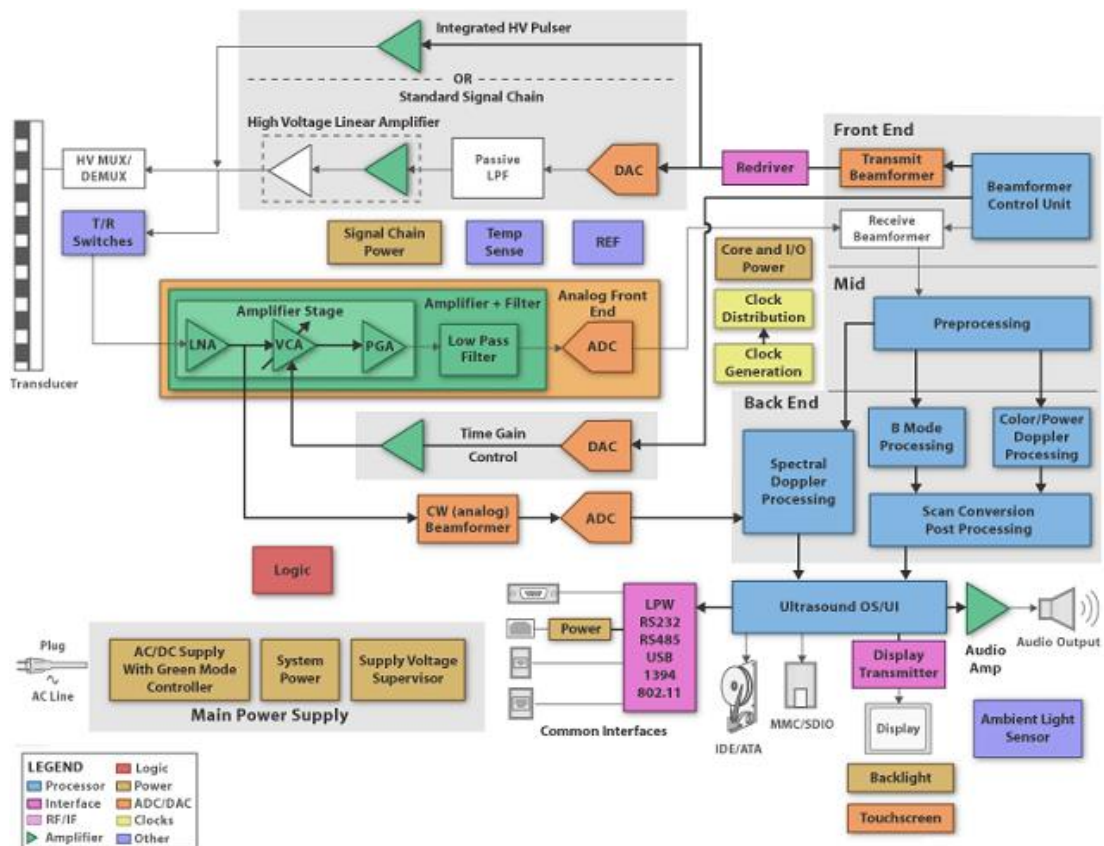 Integrated HV Pulser
OR
Standard Signal Chain
High Voltage Linear Amplifier
HV MUX/
DEMUX
Passive
LPF
DAC
Redriver
Front End
Transmit
Beamformer
Beamformer
Control Unit
T/R
Switches
Receive
Beamformer
Signal Chain
Power
Temp
Sense
REF
Core and I/O
Power
Mid
Transducer
Amplifier Stage
Amplifier + Filter
Analog Front
End
LNA
VCA
PGA
Low Pass
Filter
ADC
Clock
Distribution
Clock
Generation
Preprocessing
Back End
Time Gain
Control
DAC
Spectral
Doppler
Processing
B Mode
Processing
Color/Power
Doppler
Processing
CW (analog)
Beamformer
ADC
Scan Conversion
Post Processing
Logic
LPW
RS232
RS485
USB
1394
802.11
Power
Common Interfaces
Ultrasound OS/UI
Audio
Amp
Audio Output
IDE/ATA
MMC/SDIO
Display
Transmitter
Display
Ambient Light
Sensor
Backlight
Touchscreen
Plug
AC Line
AC/DC Supply
With Green Mode
Controller
System
Power
Supply Voltage
Supervisor
Main Power Supply
LEGEND
Processor
Interface
RF/IF
Amplifier
Logic
Power
ADC/DAC
Clocks
Other